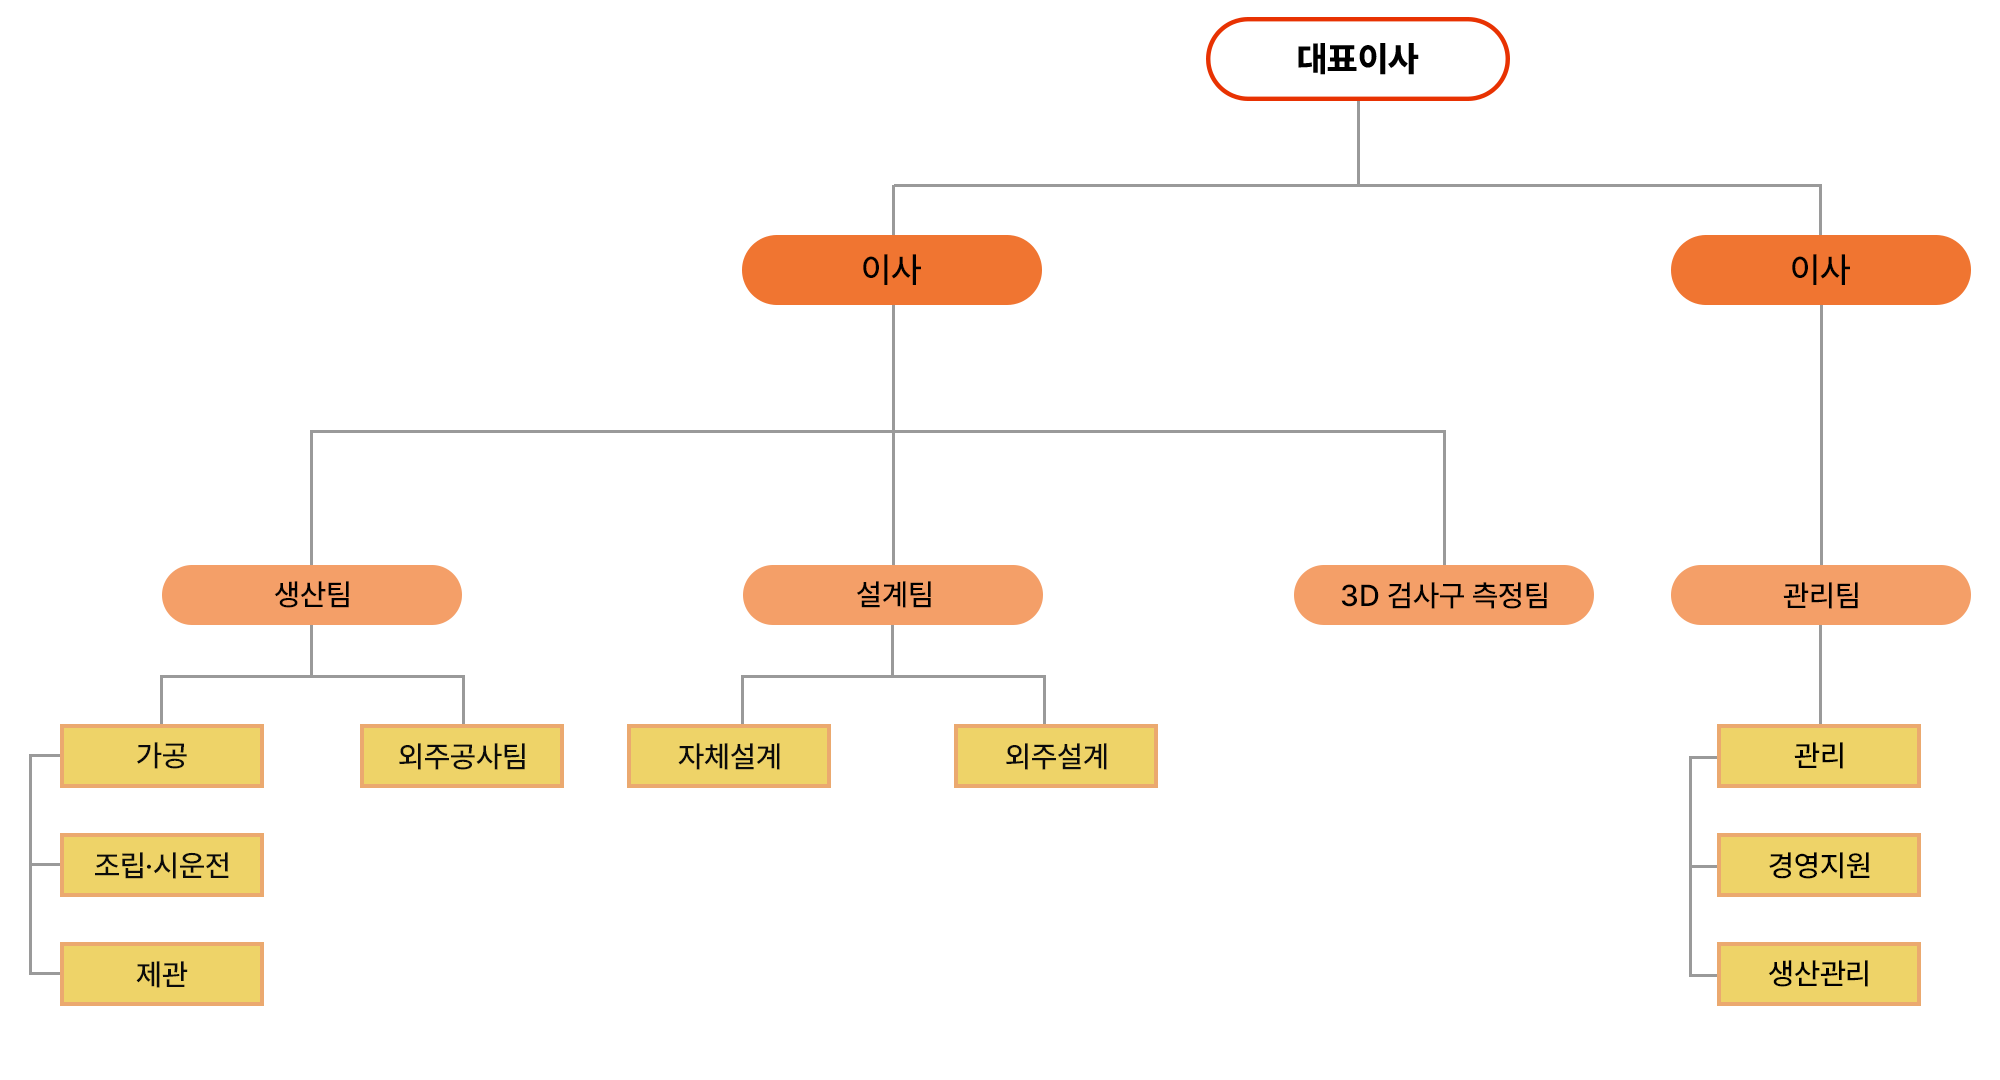 대표이사
이사
이사
생산팀
설계팀
3D 검사구 측정팀
관리팀
가공
외주공사팀
자체설계
외주설계
관리
조립·시운전
경영지원
제관
생산관리